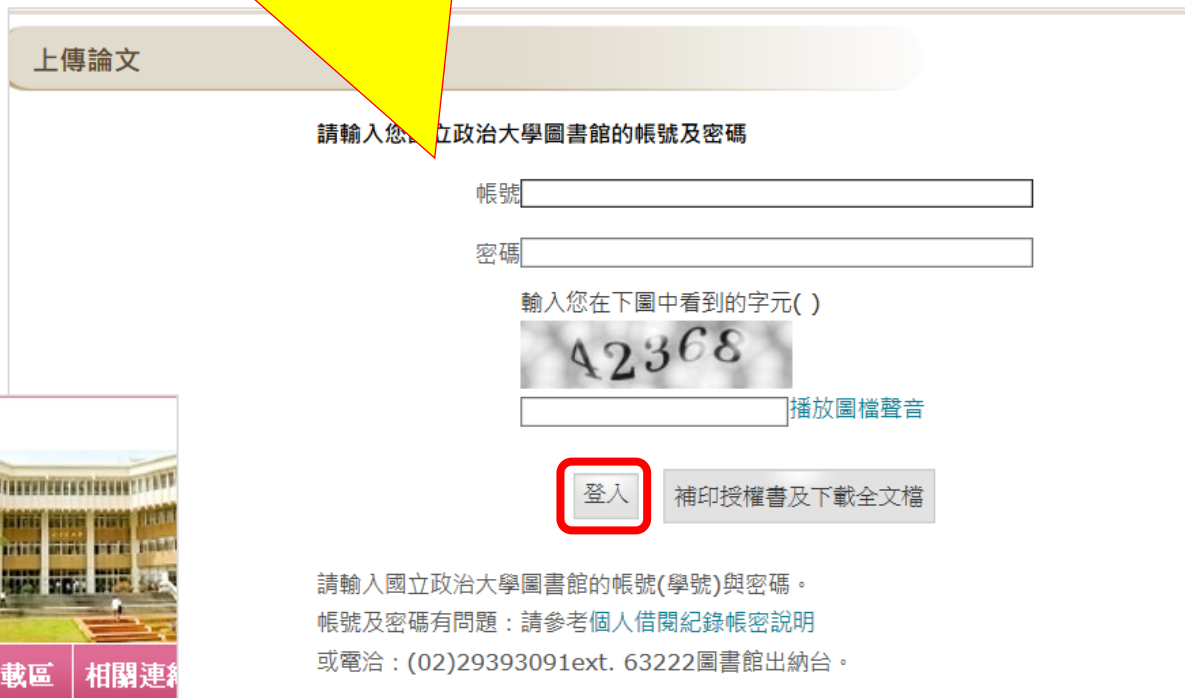 上傳論文
請輸入您 立政治大學圖書館的帳號及密碼
帳號
密碼
輸入您在下圖中看到的字元( )
42368
播放圖檔聲音
登入
補印授權書及下載全文檔
請輸入國立政治大學圖書館的帳號(學號)與密碼。
帳號及密碼有問題：請參考個人借閱紀錄帳密說明
或電洽：(02)29393091ext. 63222圖書館出納台。
載區
相關連